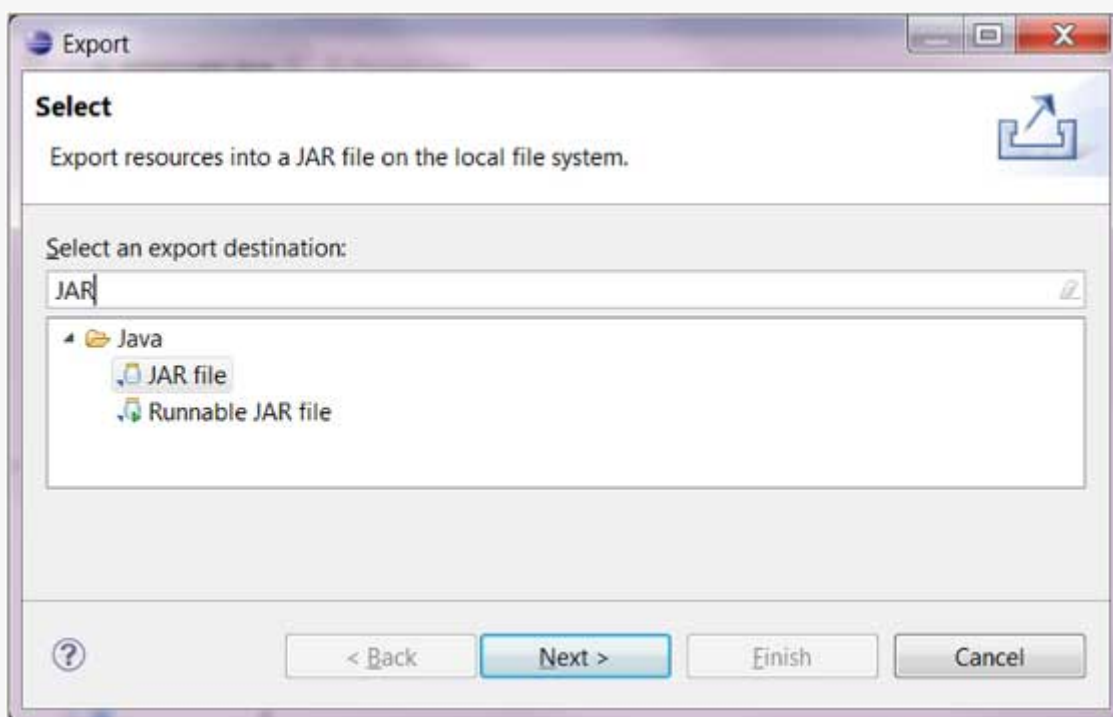 Export
Select
Export resources into a JAR file on the local file system.
Select an export destination:
JAR
Java
JAR file
Runnable JAR file
?
< Back
Next >
Finish
Cancel